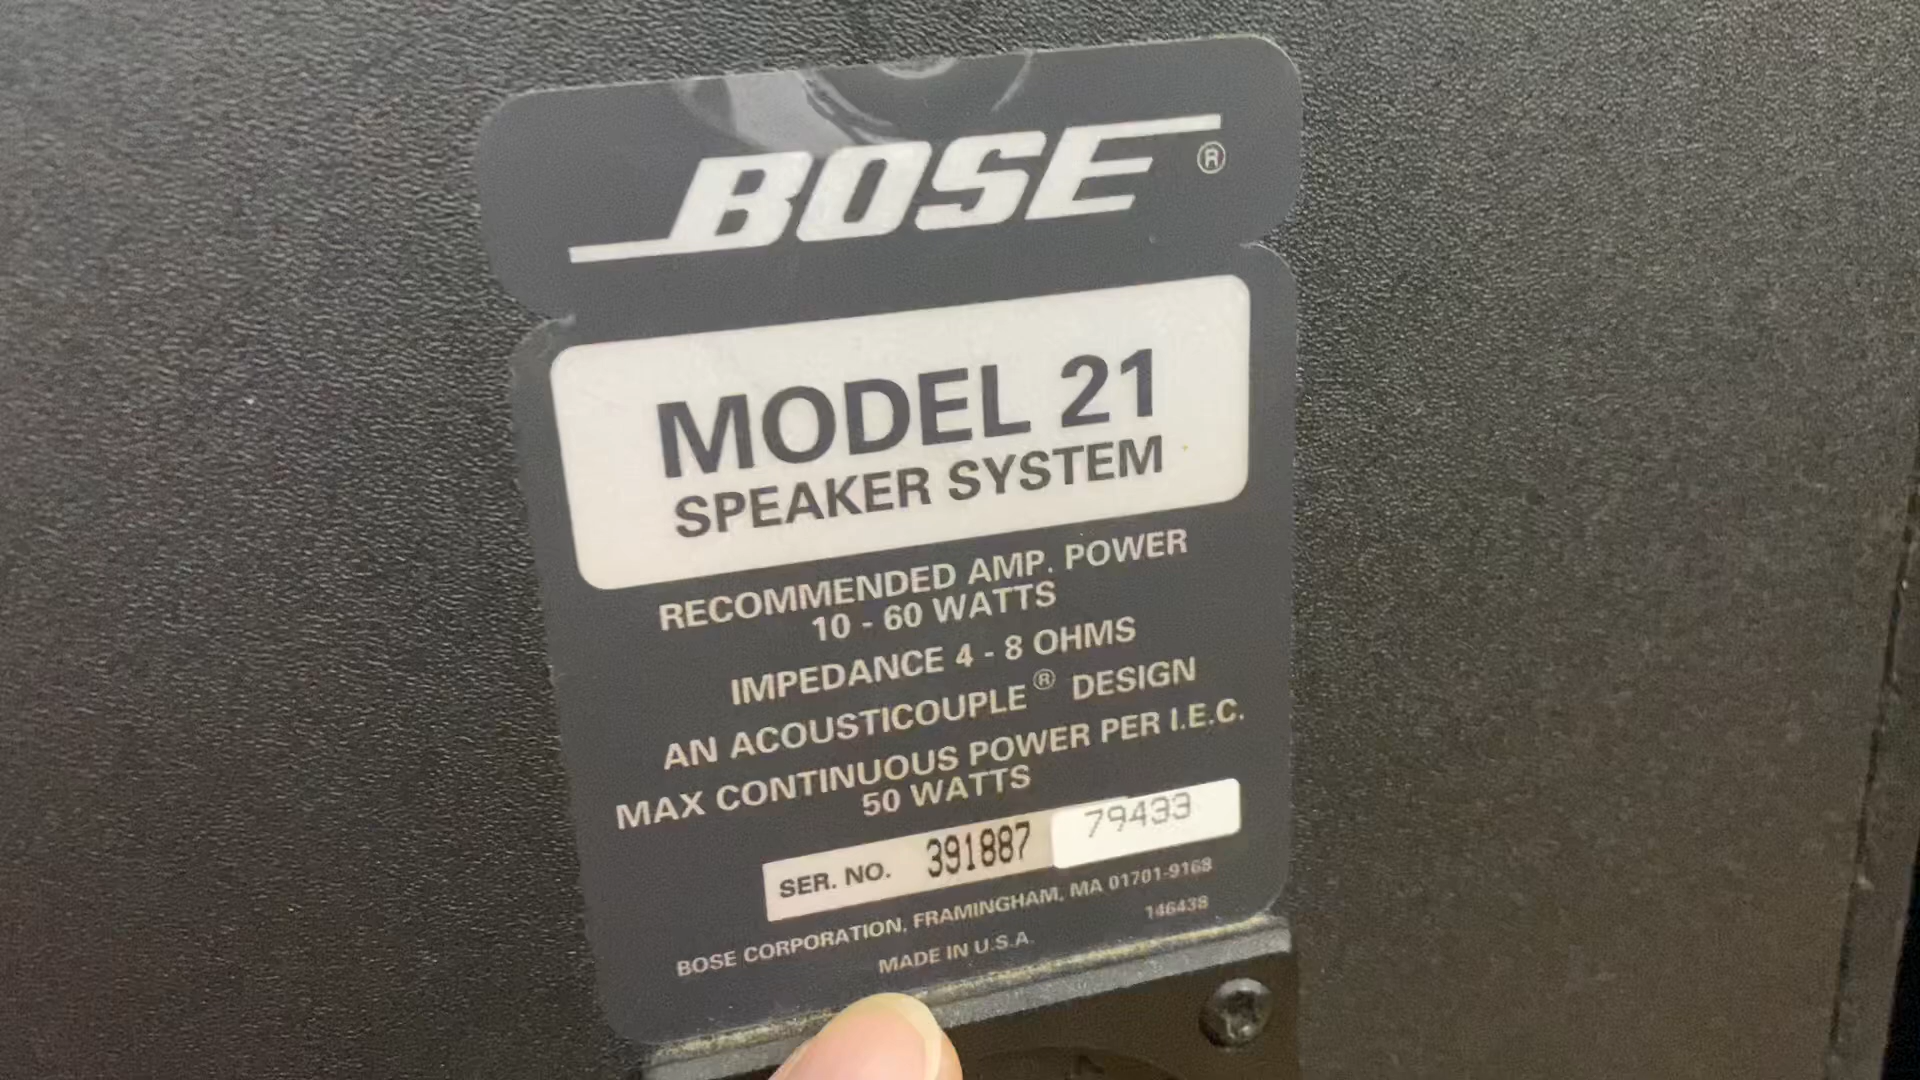 BOSE ®
MODEL 21
SPEAKER SYSTEM
RECOMMENDED AMP. POWER
10 - 60 WATTS
IMPEDANCE 4 - 8 OHMS
AN ACOUSTICOUPLE® DESIGN
MAX CONTINUOUS POWER PER I.E.C.
50 WATTS
SER. NO. 391887 79433
BOSE CORPORATION, FRAMINGHAM, MA 01701-9168
146438
MADE IN U.S.A.